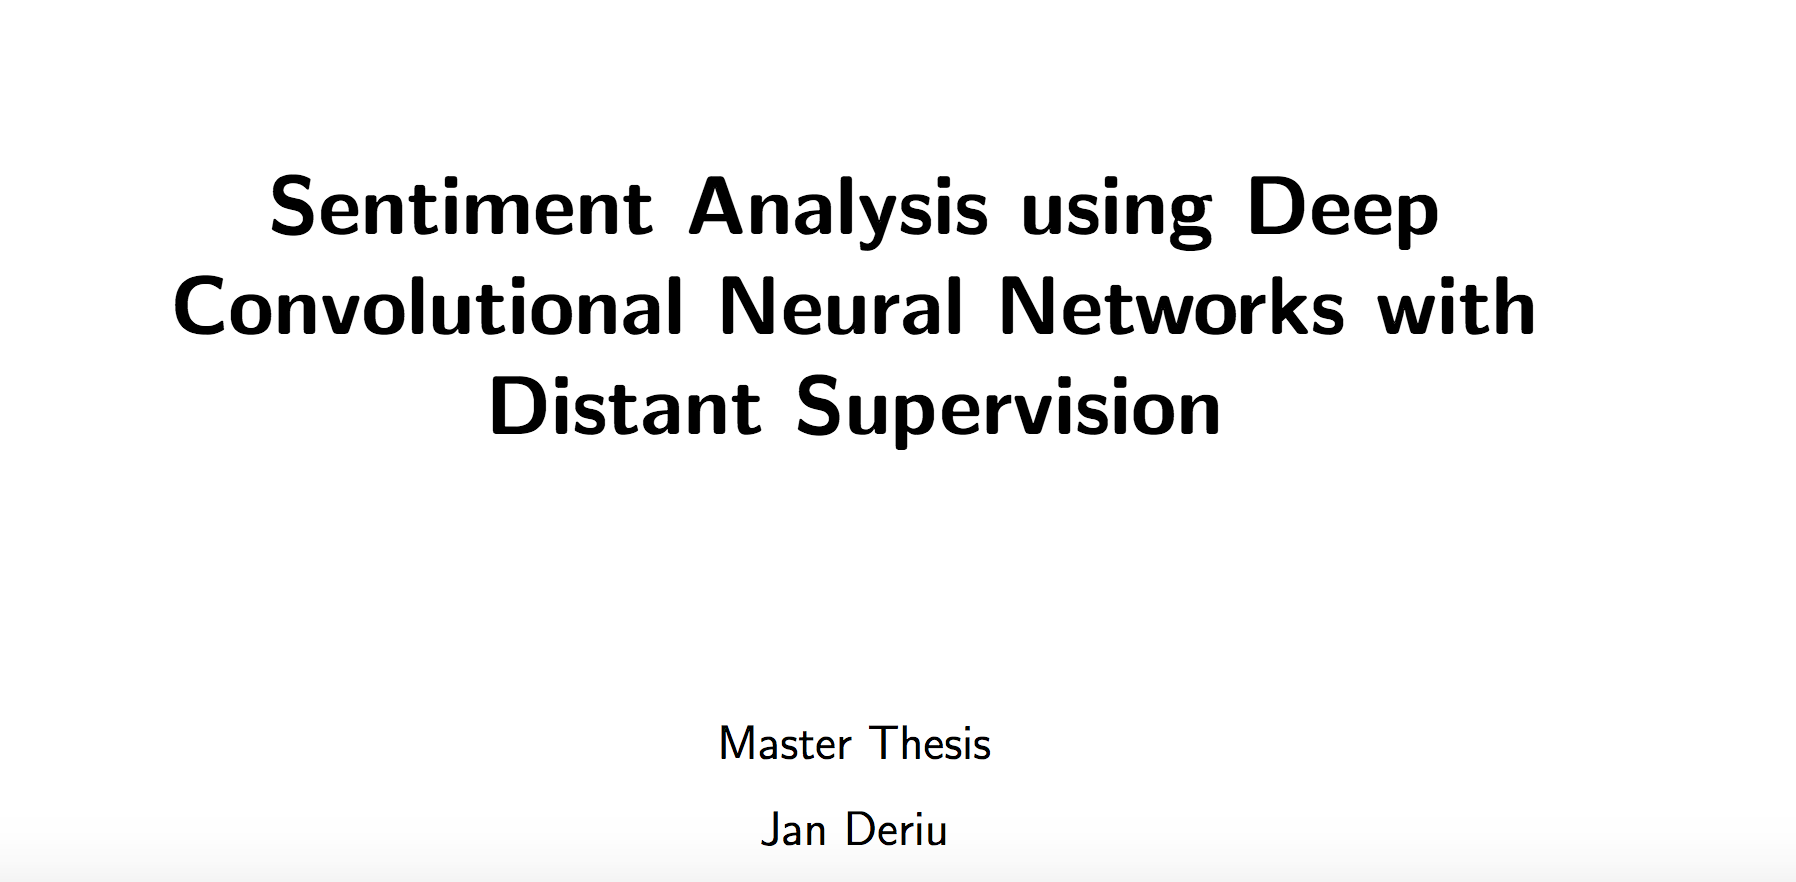 Sentiment Analysis using Deep
Convolutional Neural Networks with
Distant Supervision
Master Thesis
Jan Deriu